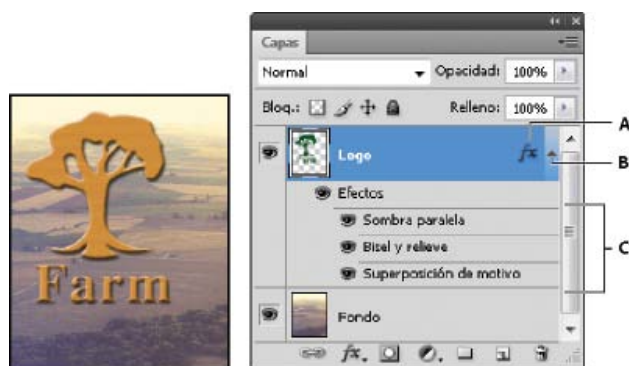 Farm
Capas
Normal
Opacidad: 100%
Bloq.:
Relleno: 100%
Logo
fx
A
B
Efectos
Sombra paralela
Bisel y relieve
Superposición de motivo
C
Fondo
fx.